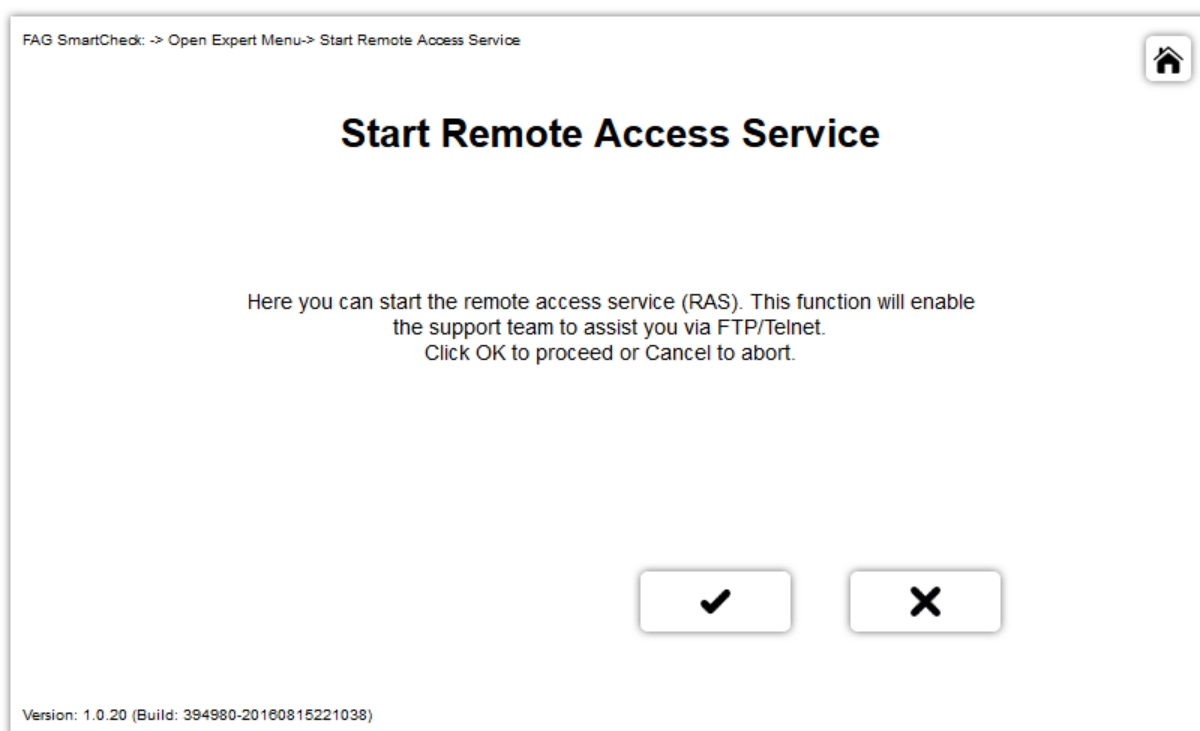 FAG SmartCheck: -> Open Expert Menu-> Start Remote Access Service
Start Remote Access Service
Here you can start the remote access service (RAS). This function will enable
the support team to assist you via FTP/Telnet.
Click OK to proceed or Cancel to abort.
Version: 1.0.20 (Build: 394980-20160815221038)